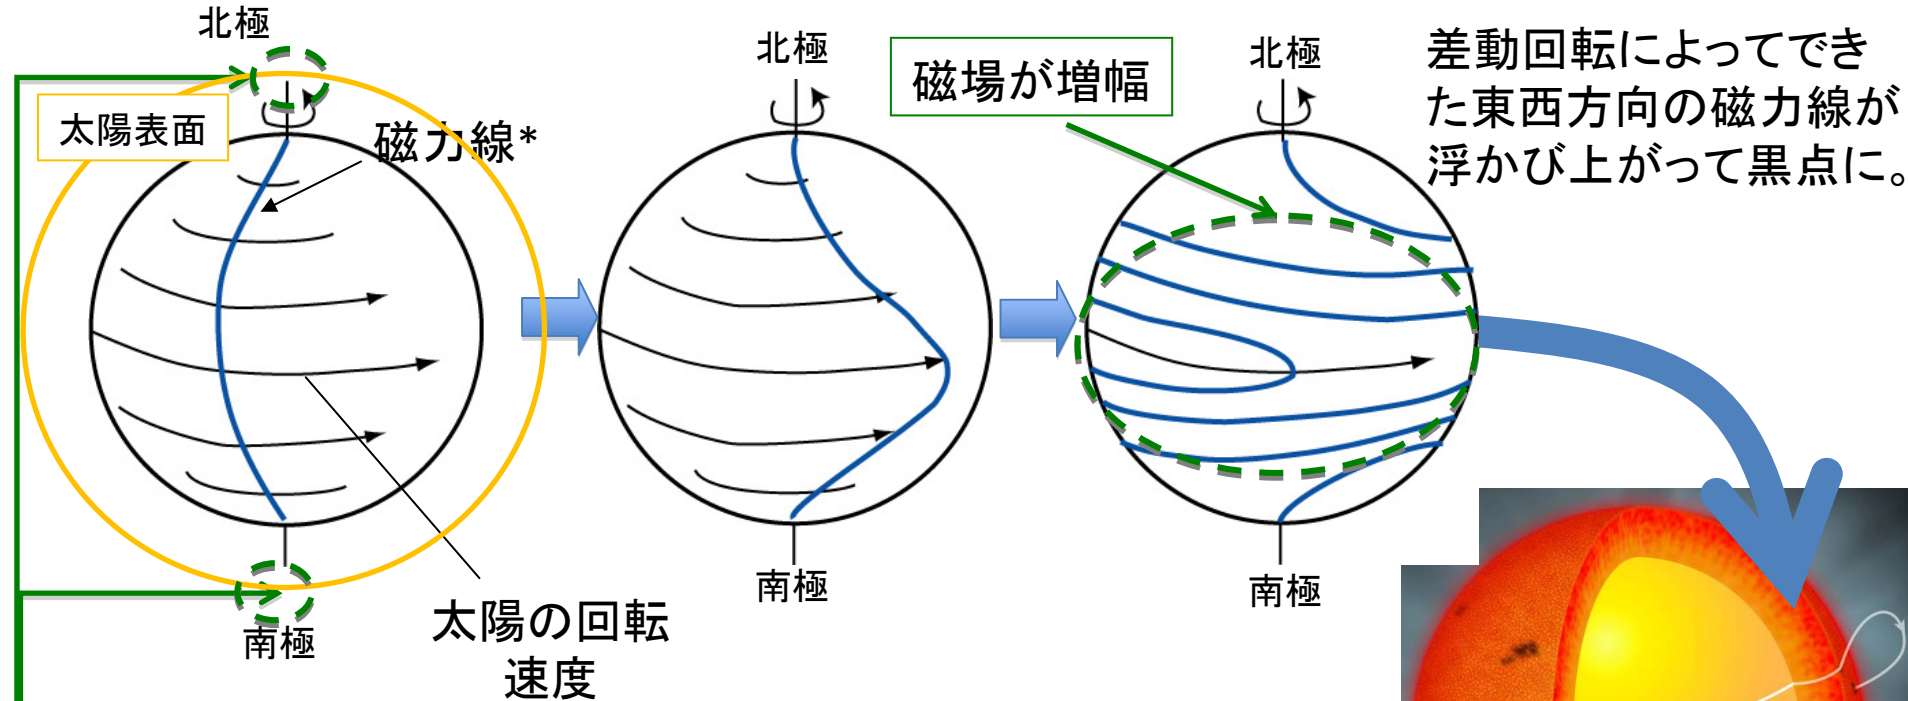 北極
太陽表面
磁力線*
太陽の回転
速度
南極
北極
南極
磁場が増幅
北極
南極
差動回転によってでき
た東西方向の磁力線が
浮かび上がって黒点に。